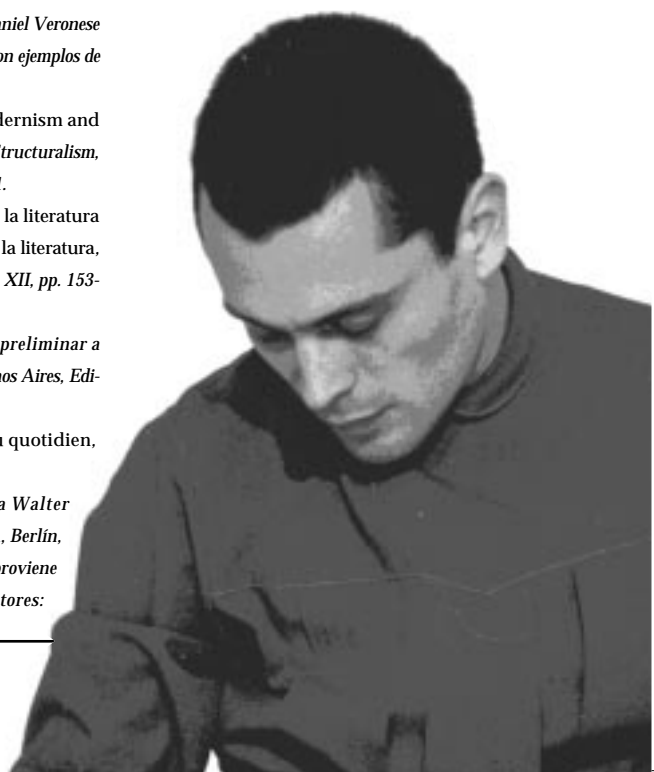 niel Veronese
on ejemplos de
dernism and
tructuralism,
la literatura
la literatura,
XII, pp. 153-
preliminar a
nos Aires, Edi-
u quotidien,
a Walter
, Berlín,
proviene
tores: